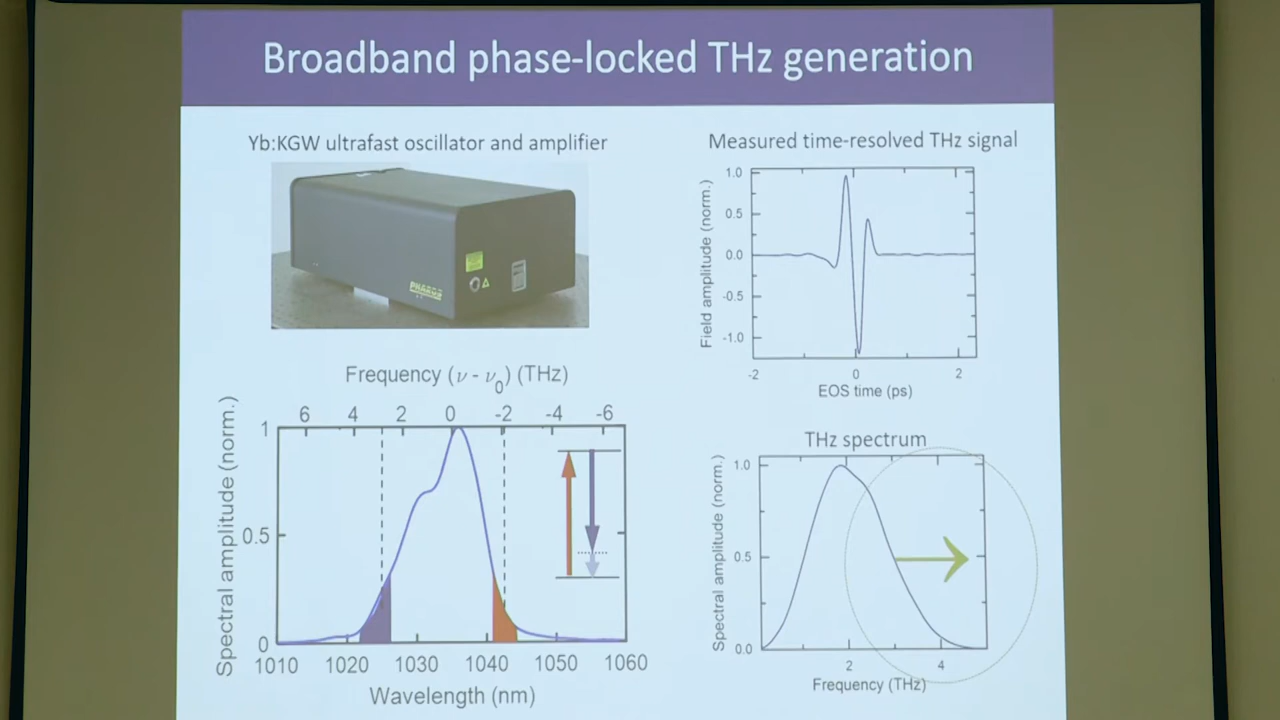 Broadband phase-locked THz generation
Yb:KGW ultrafast oscillator and amplifier
PHAROS
Frequency (ν - ν0) (THz)
6 4 2 0 -2 -4 -6
Spectral amplitude (norm.)
1
0.5
0
1010 1020 1030 1040 1050 1060
Wavelength (nm)
Measured time-resolved THz signal
Field amplitude (norm.)
1.0
0.5
0.0
-0.5
-1.0
-2 0 2
EOS time (ps)
THz spectrum
Spectral amplitude (norm.)
1.0
0.5
0.0
2 4
Frequency (THz)